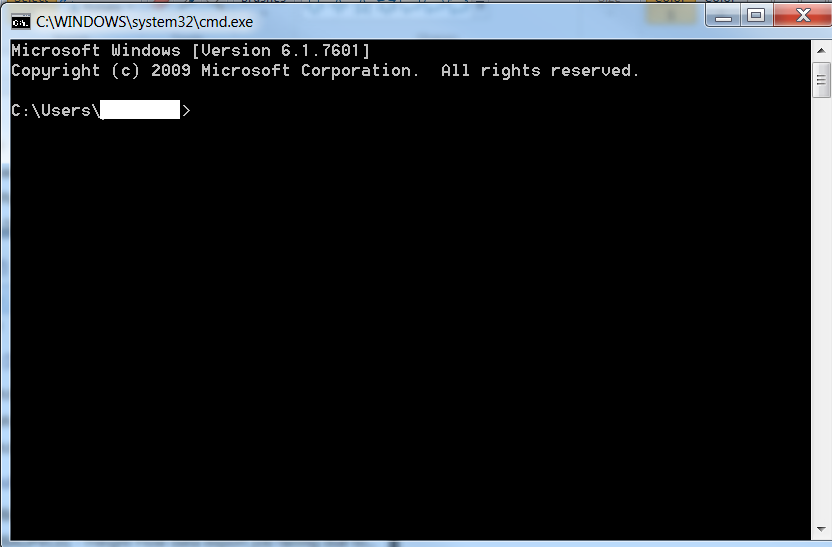 C:\WINDOWS\system32\cmd.exe
Microsoft Windows [Version 6.1.7601]
Copyright (c) 2009 Microsoft Corporation.  All rights reserved.
C:\Users\ >